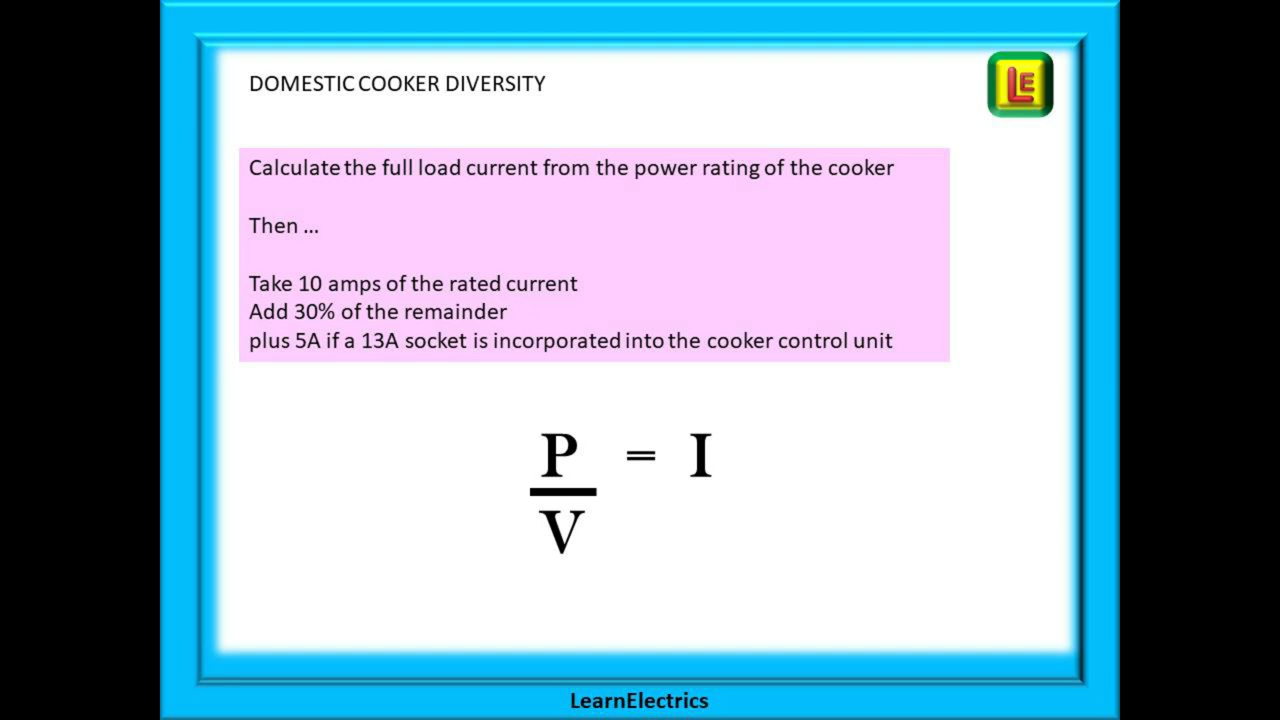 DOMESTIC COOKER DIVERSITY
LE
Calculate the full load current from the power rating of the cooker
Then ...
Take 10 amps of the rated current
Add 30% of the remainder
plus 5A if a 13A socket is incorporated into the cooker control unit
P = I
V
LearnElectrics